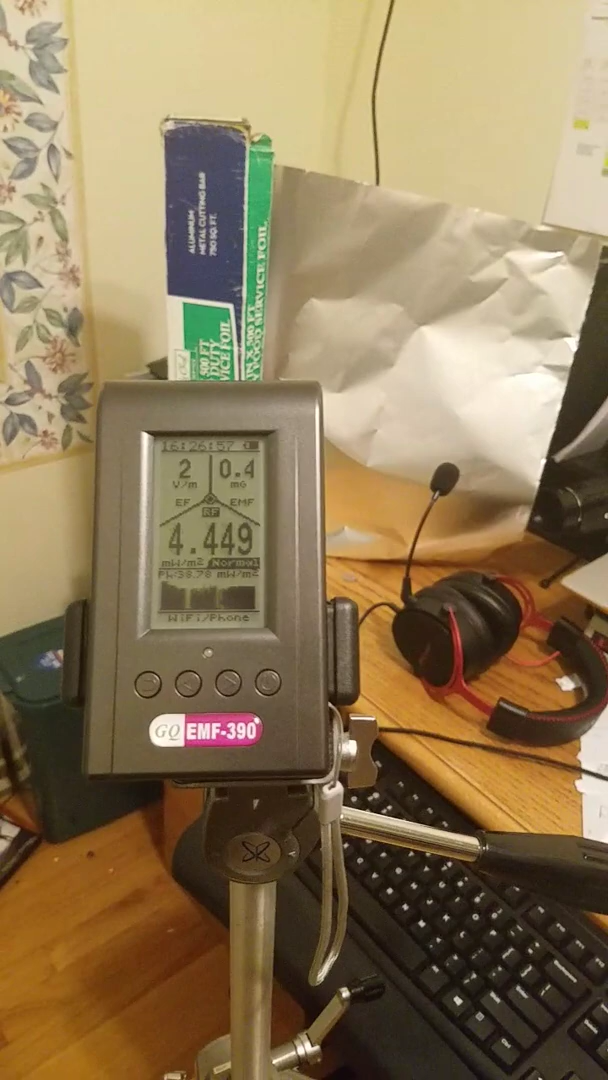 ALUMINUM
METAL CUTTING BAR
750 SQ. FT.
500 FT
DUTY
VICE FOIL
IN X 500 FT
SERVICE FOIL
16:26:57
2
V/m
0.4
mG
EF
EMF
RF
4.449
mW/m2 Normal
Pk:38.78 mW/m2
WiFi/Phone
GQ EMF-390